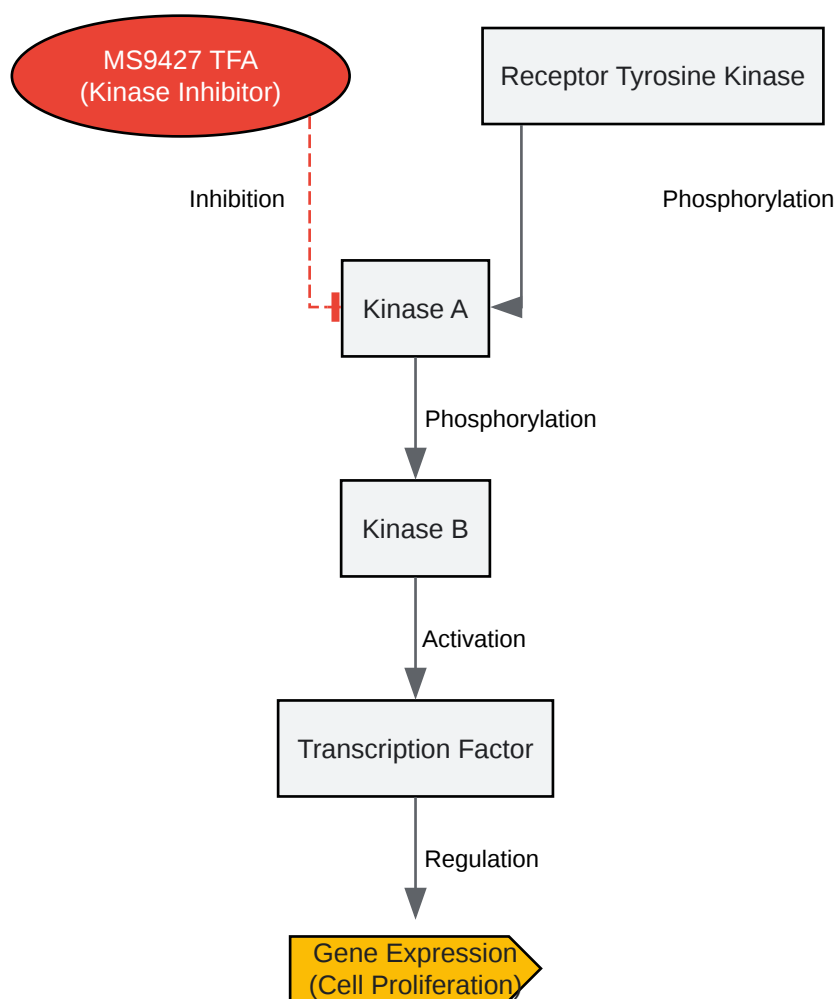 MS9427 TFA
(Kinase Inhibitor)
Receptor Tyrosine Kinase
Inhibition
Phosphorylation
Kinase A
Phosphorylation
Kinase B
Activation
Transcription Factor
Regulation
Gene Expression
(Cell Proliferation)